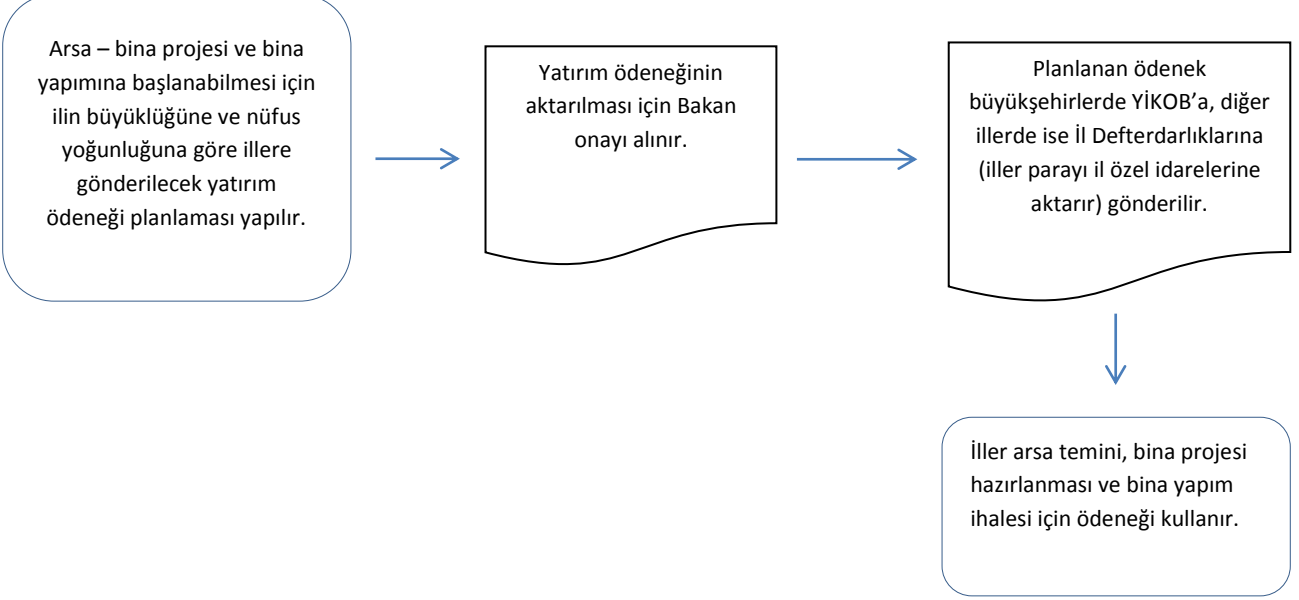 Arsa – bina projesi ve bina
yapımına başlanabilmesi için
ilin büyüklüğüne ve nüfus
yoğunluğuna göre illere
gönderilecek yatırım
ödeneği planlaması yapılır.
Yatırım ödeneğinin
aktarılması için Bakan
onayı alınır.
Planlanan ödenek
büyükşehirlerde YİKOB’a, diğer
illerde ise İl Defterdarlıklarına
(iller parayı il özel idarelerine
aktarır) gönderilir.
İller arsa temini, bina projesi
hazırlanması ve bina yapım
ihalesi için ödeneği kullanır.